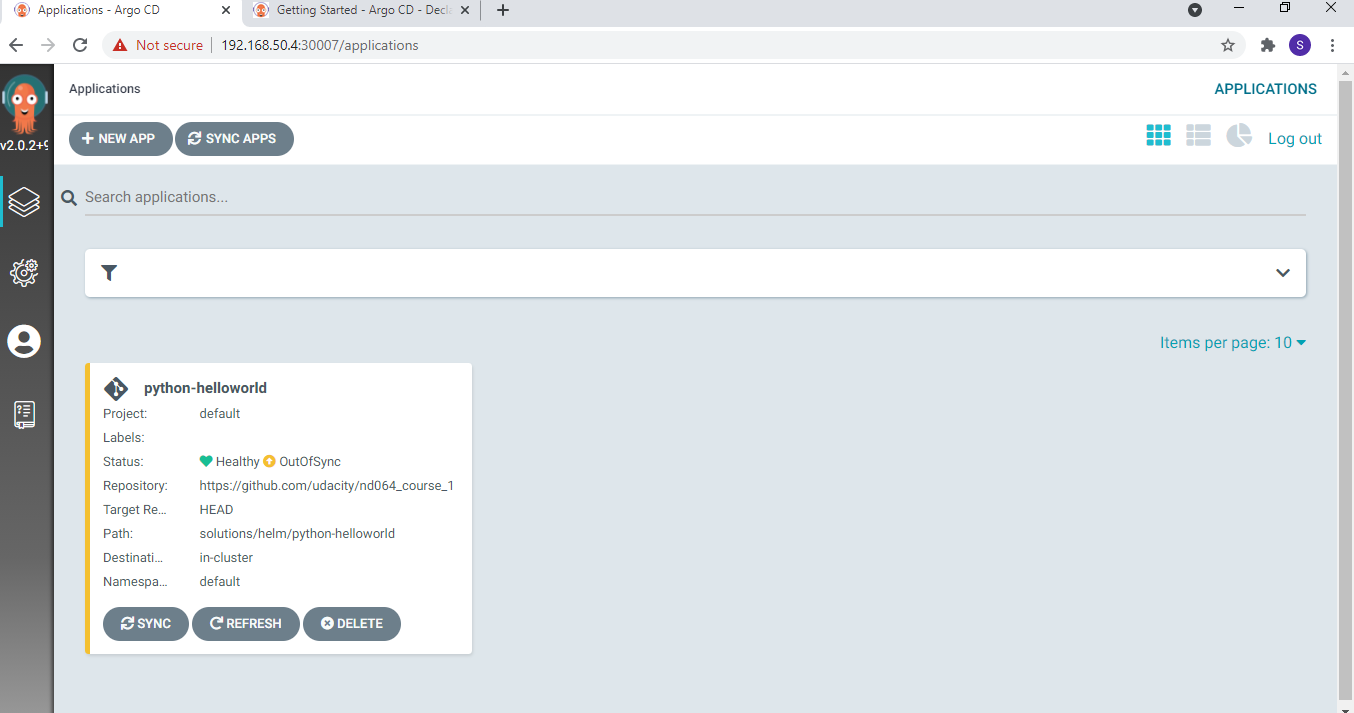 Applications - Argo CD
Getting Started - Argo CD - Decla
Not secure
192.168.50.4:30007/applications
S
Applications
APPLICATIONS
v2.0.2+9
NEW APP
SYNC APPS
Log out
Search applications...
Items per page: 10
python-helloworld
Project: default
Labels:
Status: Healthy OutOfSync
Repository: https://github.com/udacity/nd064_course_1
Target Re... HEAD
Path: solutions/helm/python-helloworld
Destinati... in-cluster
Namespa... default
SYNC REFRESH DELETE